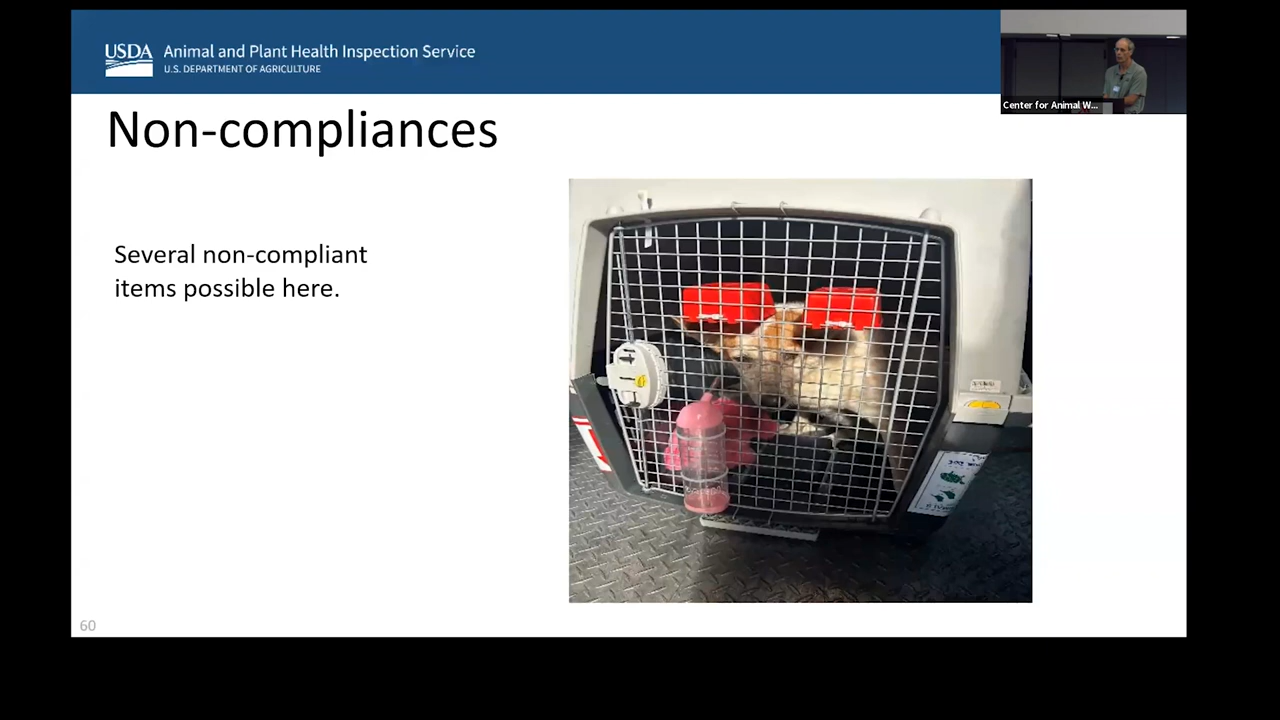 USDA
Animal and Plant Health Inspection Service
U.S. DEPARTMENT OF AGRICULTURE
Center for Animal W...
Non-compliances
Several non-compliant
items possible here.
60